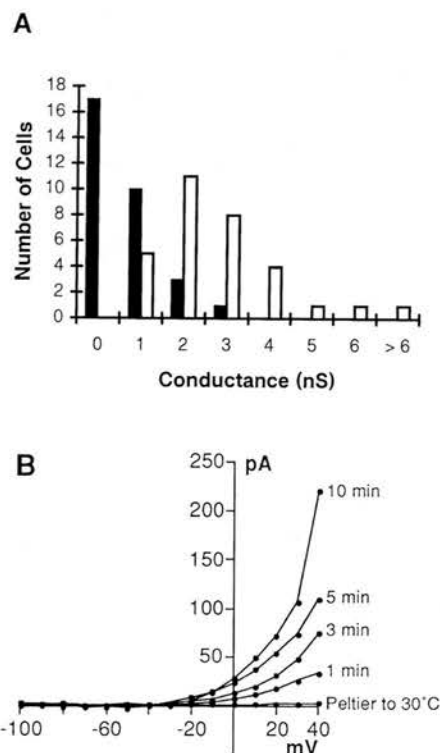 A
Number of Cells
18
16
14
12
10
8
6
4
2
0
0 1 2 3 4 5 6 > 6
Conductance (nS)
B
250 pA
200
150
100
50
10 min
5 min
3 min
1 min
Peltier to 30°C
-100 -60 -20 0 20 40
mV